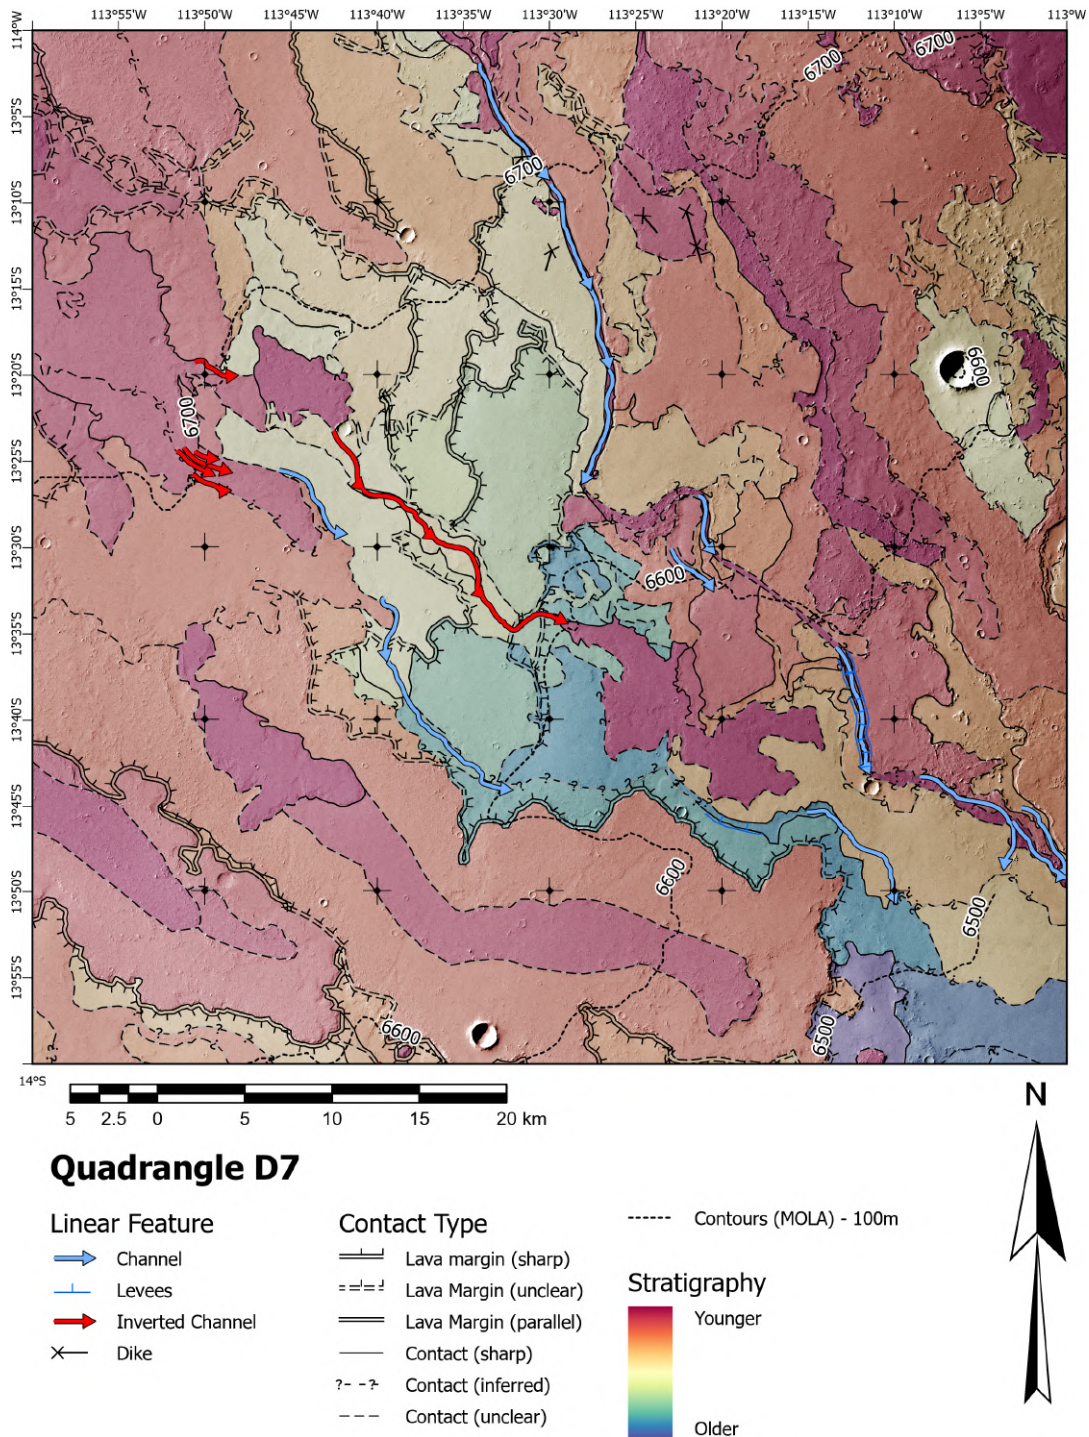 113°55'W 113°50'W 113°45'W 113°40'W 113°35'W 113°30'W 113°25'W 113°20'W 113°15'W 113°10'W 113°5'W 113°W
114°W
13°5'S
13°10'S
13°15'S
13°20'S
13°25'S
13°30'S
13°35'S
13°40'S
13°45'S
13°50'S
13°55'S
14°S
6700
6700
6700
6700
6600
6600
6600
6500
6500
6600
5 2.5 0 5 10 15 20 km
N
Quadrangle D7
Linear Feature
Channel
Levees
Inverted Channel
Dike
Contact Type
Lava margin (sharp)
Lava Margin (unclear)
Lava Margin (parallel)
Contact (sharp)
?- - -? Contact (inferred)
Contact (unclear)
Contours (MOLA) - 100m
Stratigraphy
Younger
Older